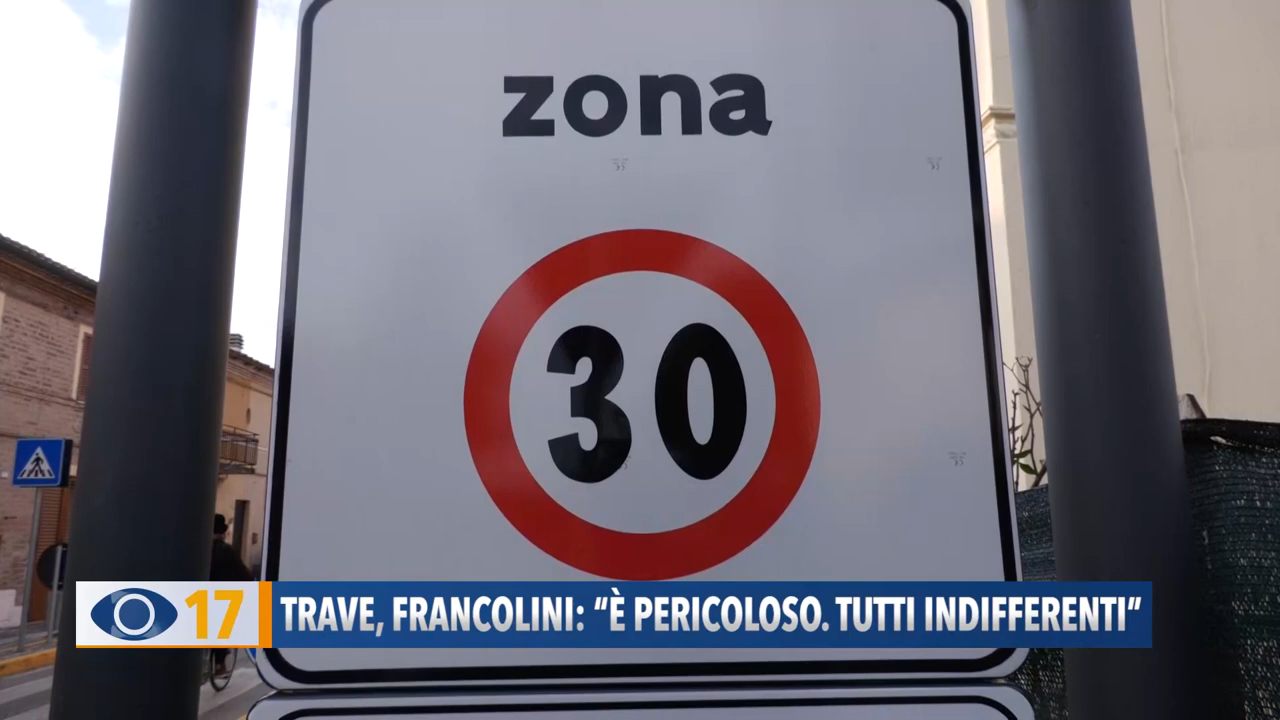 zona
30
17 TRAVE, FRANCOLINI: “È PERICOLOSO. TUTTI INDIFFERENTI”